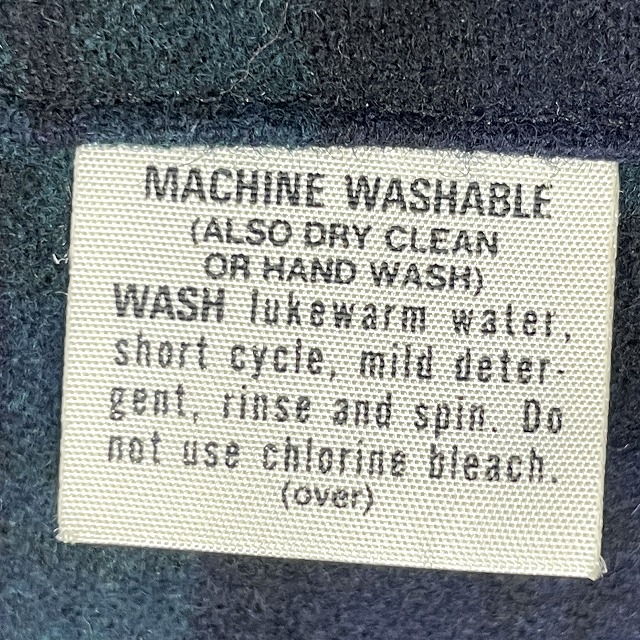 MACHINE WASHABLE
(ALSO DRY CLEAN
OR HAND WASH)
WASH lukewarm water,
short cycle, mild deter-
gent, rinse and spin. Do
not use chlorine bleach.
(over)